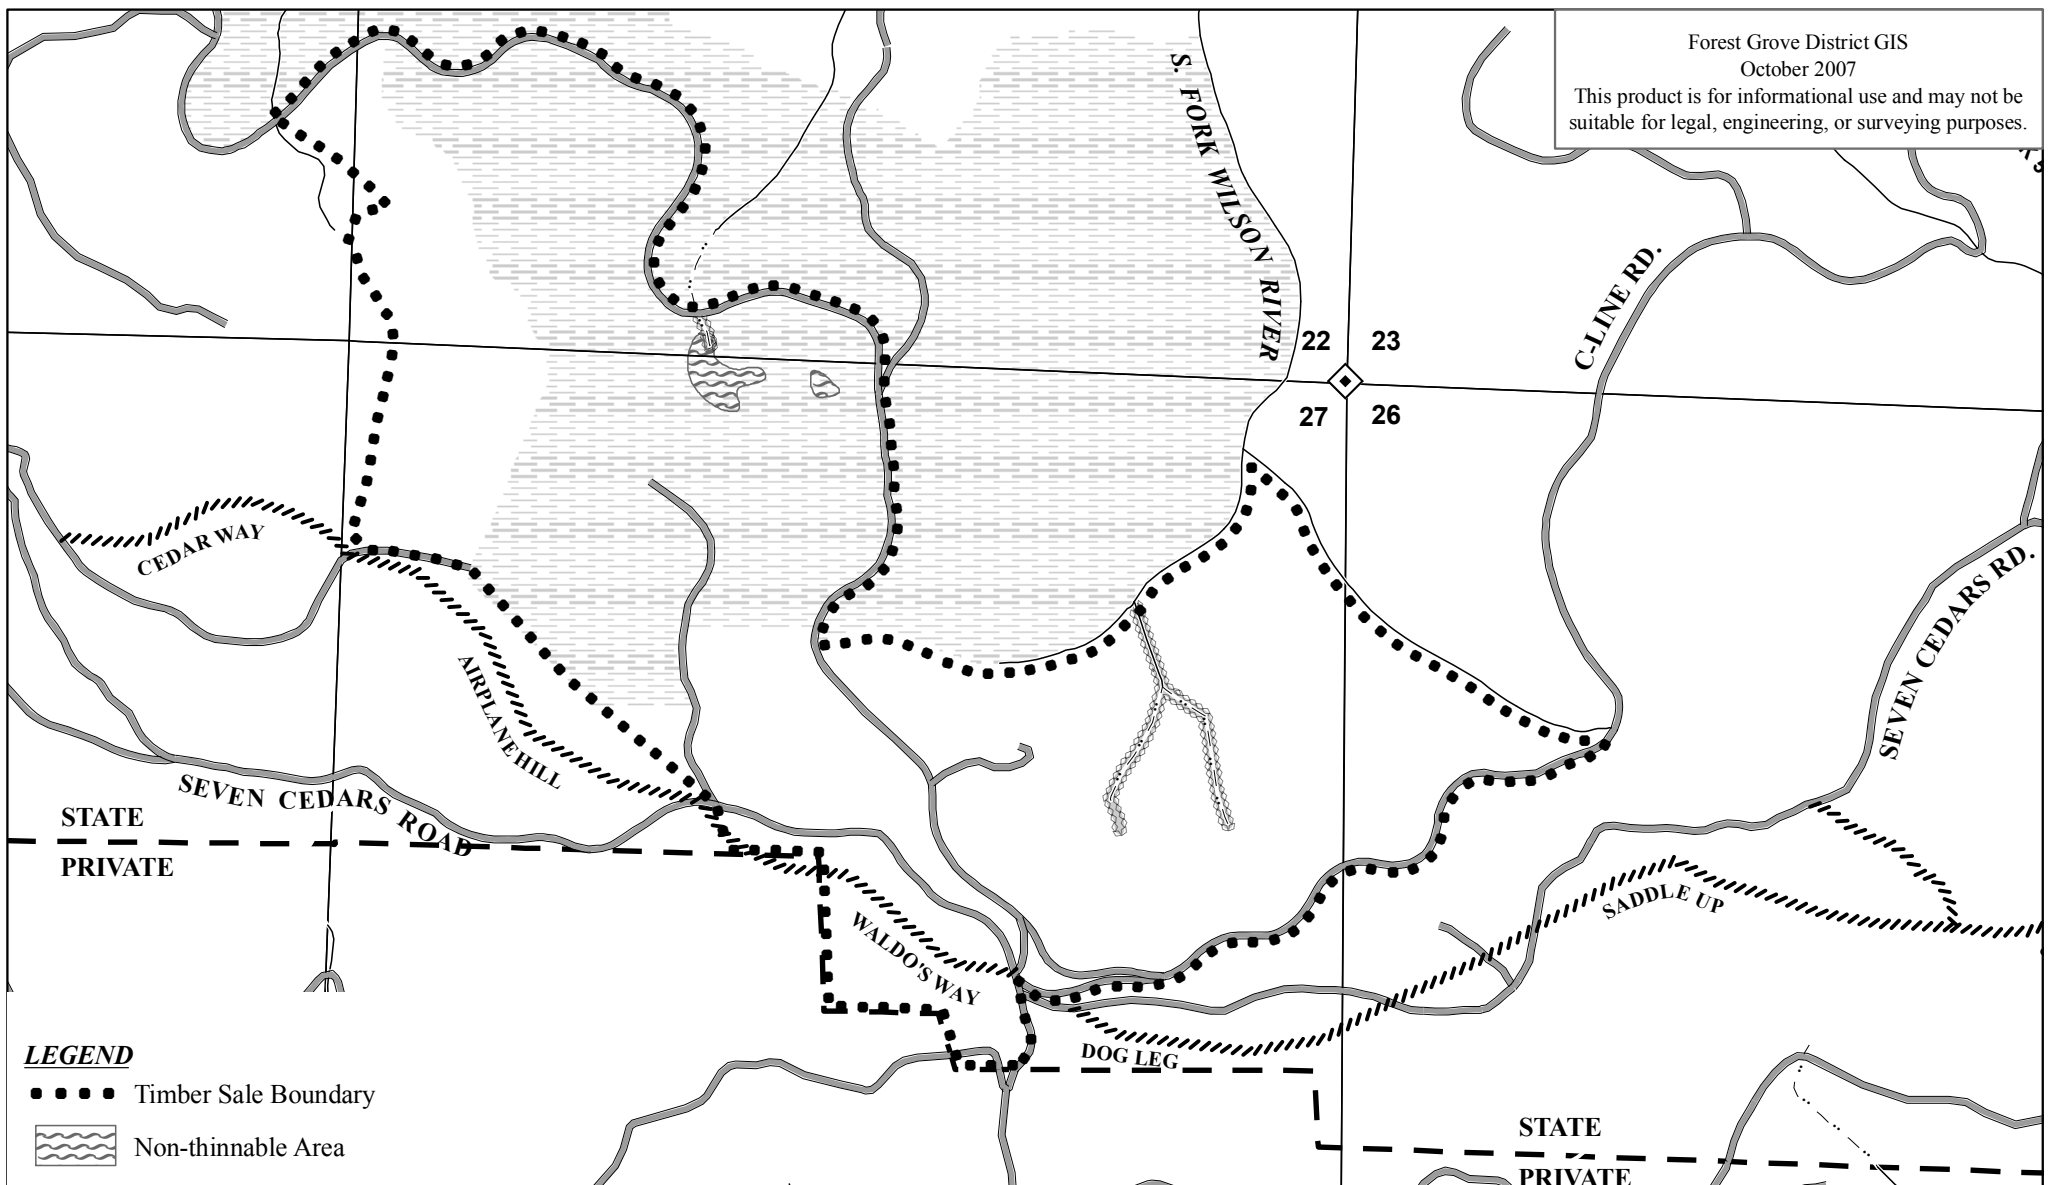 Forest Grove District GIS
October 2007
This product is for informational use and may not be
suitable for legal, engineering, or surveying purposes.
S. FORK WILSON RIVER
C-LINE RD.
22 23
27 26
CEDAR WAY
AIRPLANE HILL
SEVEN CEDARS RD.
SEVEN CEDARS ROAD
STATE
PRIVATE
SADDLE UP
WALDO'S WAY
DOG LEG
LEGEND
Timber Sale Boundary
Non-thinnable Area
STATE
PRIVATE